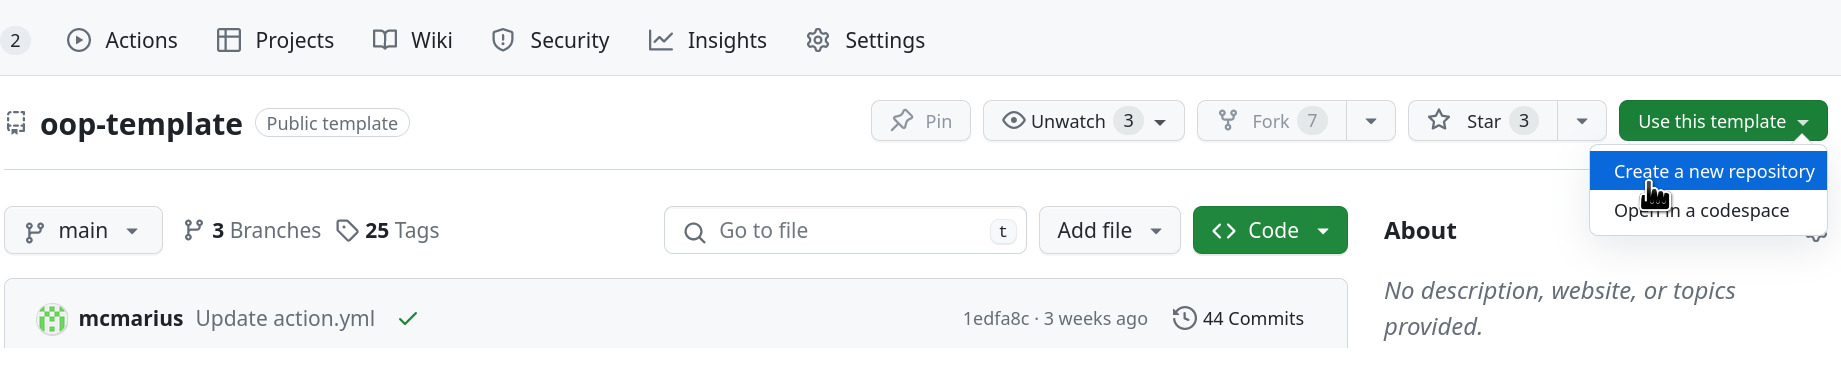 2 Actions Projects Wiki Security Insights Settings
oop-template Public template Pin Unwatch 3 Fork 7 Star 3 Use this template
Create a new repository
Open in a codespace
main 3 Branches 25 Tags Go to file t Add file Code About
No description, website, or topics
provided.
mcmarius Update action.yml 1edfa8c · 3 weeks ago 44 Commits